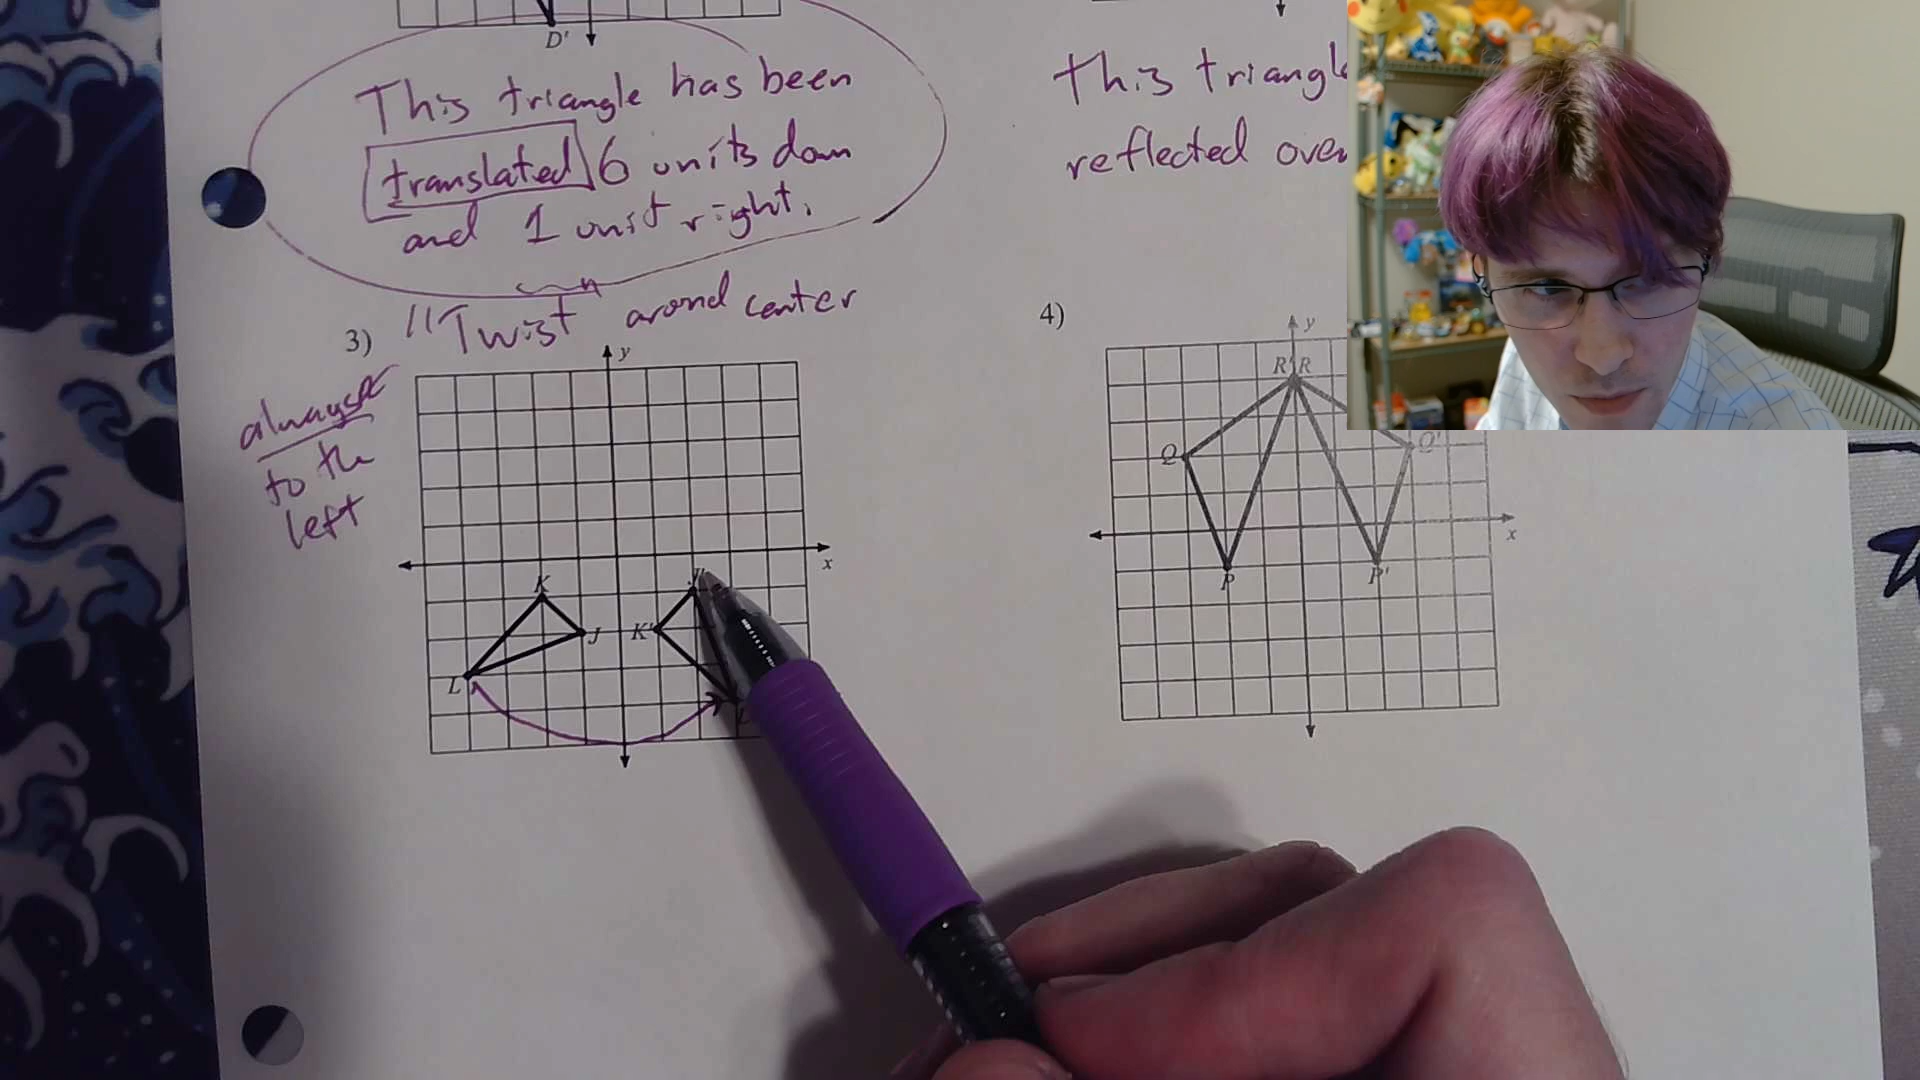 D'
This triangle has been
translated 6 units down
and 1 unit right.
This triangle
reflected over
3) "Twist around center
always
to the
left
y
x
K
J
L
J'
K'
4)
y
x
R' R
Q
Q'
P
P'